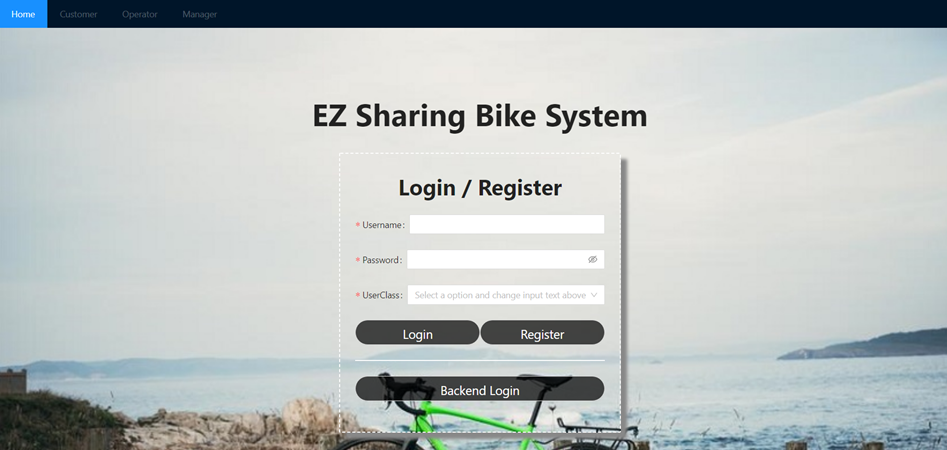 Home Customer Operator Manager
EZ Sharing Bike System
Login / Register
* Username:
* Password:
* UserClass: Select a option and change input text above
Login Register
Backend Login